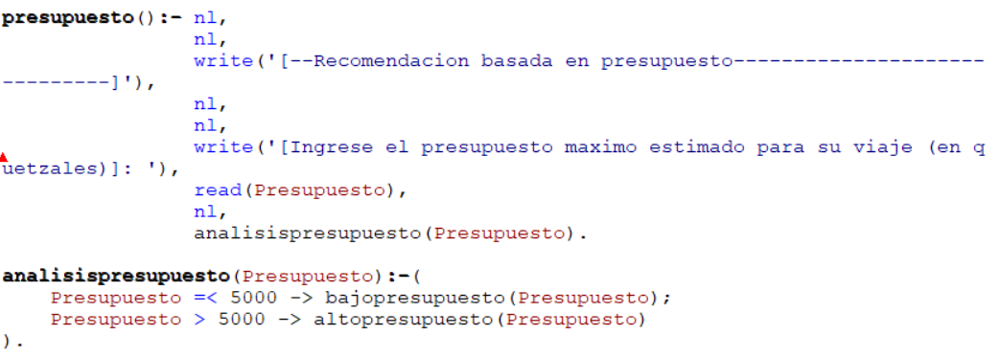 presupuesto():- nl,
nl,
write('[--Recomendacion basada en presupuesto---------------------
---------]'),
nl,
nl,
write('[Ingrese el presupuesto maximo estimado para su viaje (en q
uetzales)]: '),
read(Presupuesto),
nl,
analisispresupuesto(Presupuesto).
analisispresupuesto(Presupuesto):-(
Presupuesto =< 5000 -> bajopresupuesto(Presupuesto);
Presupuesto > 5000 -> altopresupuesto(Presupuesto)
).